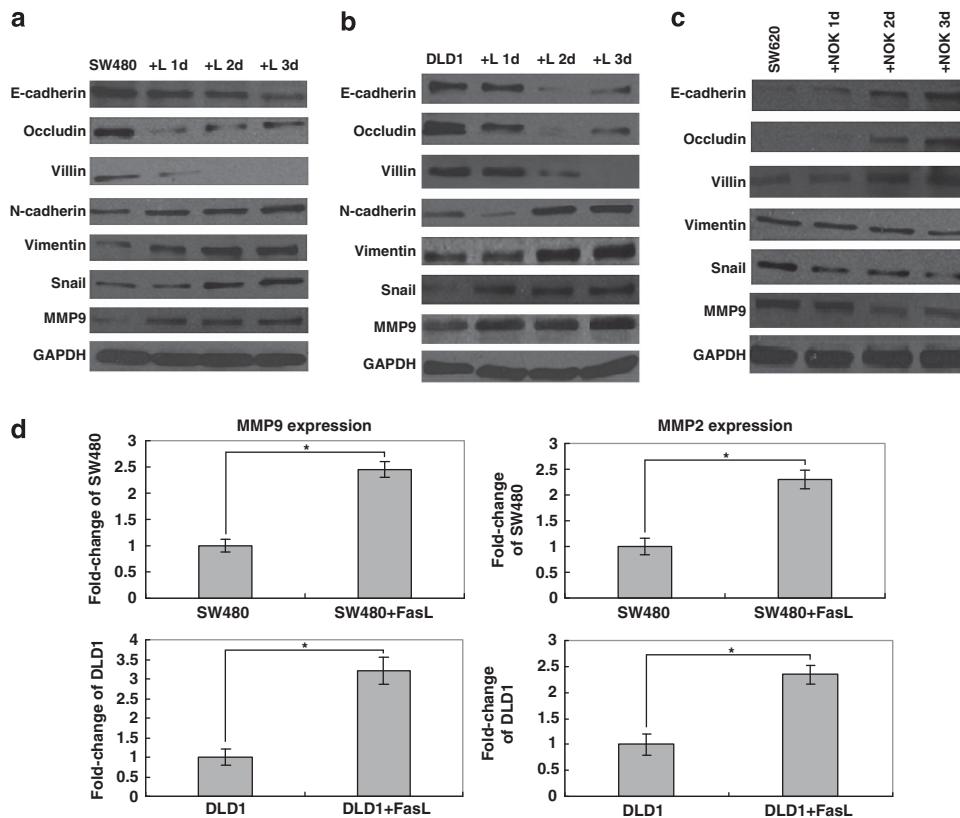 a
SW480 +L 1d +L 2d +L 3d
E-cadherin
Occludin
Villin
N-cadherin
Vimentin
Snail
MMP9
GAPDH
b
DLD1 +L 1d +L 2d +L 3d
E-cadherin
Occludin
Villin
N-cadherin
Vimentin
Snail
MMP9
GAPDH
c
SW620 +NOK 1d +NOK 2d +NOK 3d
E-cadherin
Occludin
Villin
Vimentin
Snail
MMP9
GAPDH
d
MMP9 expression
Fold-change of SW480
3
2.5
2
1.5
1
0.5
0
*
SW480 SW480+FasL
MMP2 expression
Fold-change
of SW480
3
2.5
2
1.5
1
0.5
0
*
SW480 SW480+FasL
Fold-change of DLD1
4
3.5
3
2.5
2
1.5
1
0.5
0
*
DLD1 DLD1+FasL
Fold-change
of DLD1
3
2.5
2
1.5
1
0.5
0
*
DLD1 DLD1+FasL